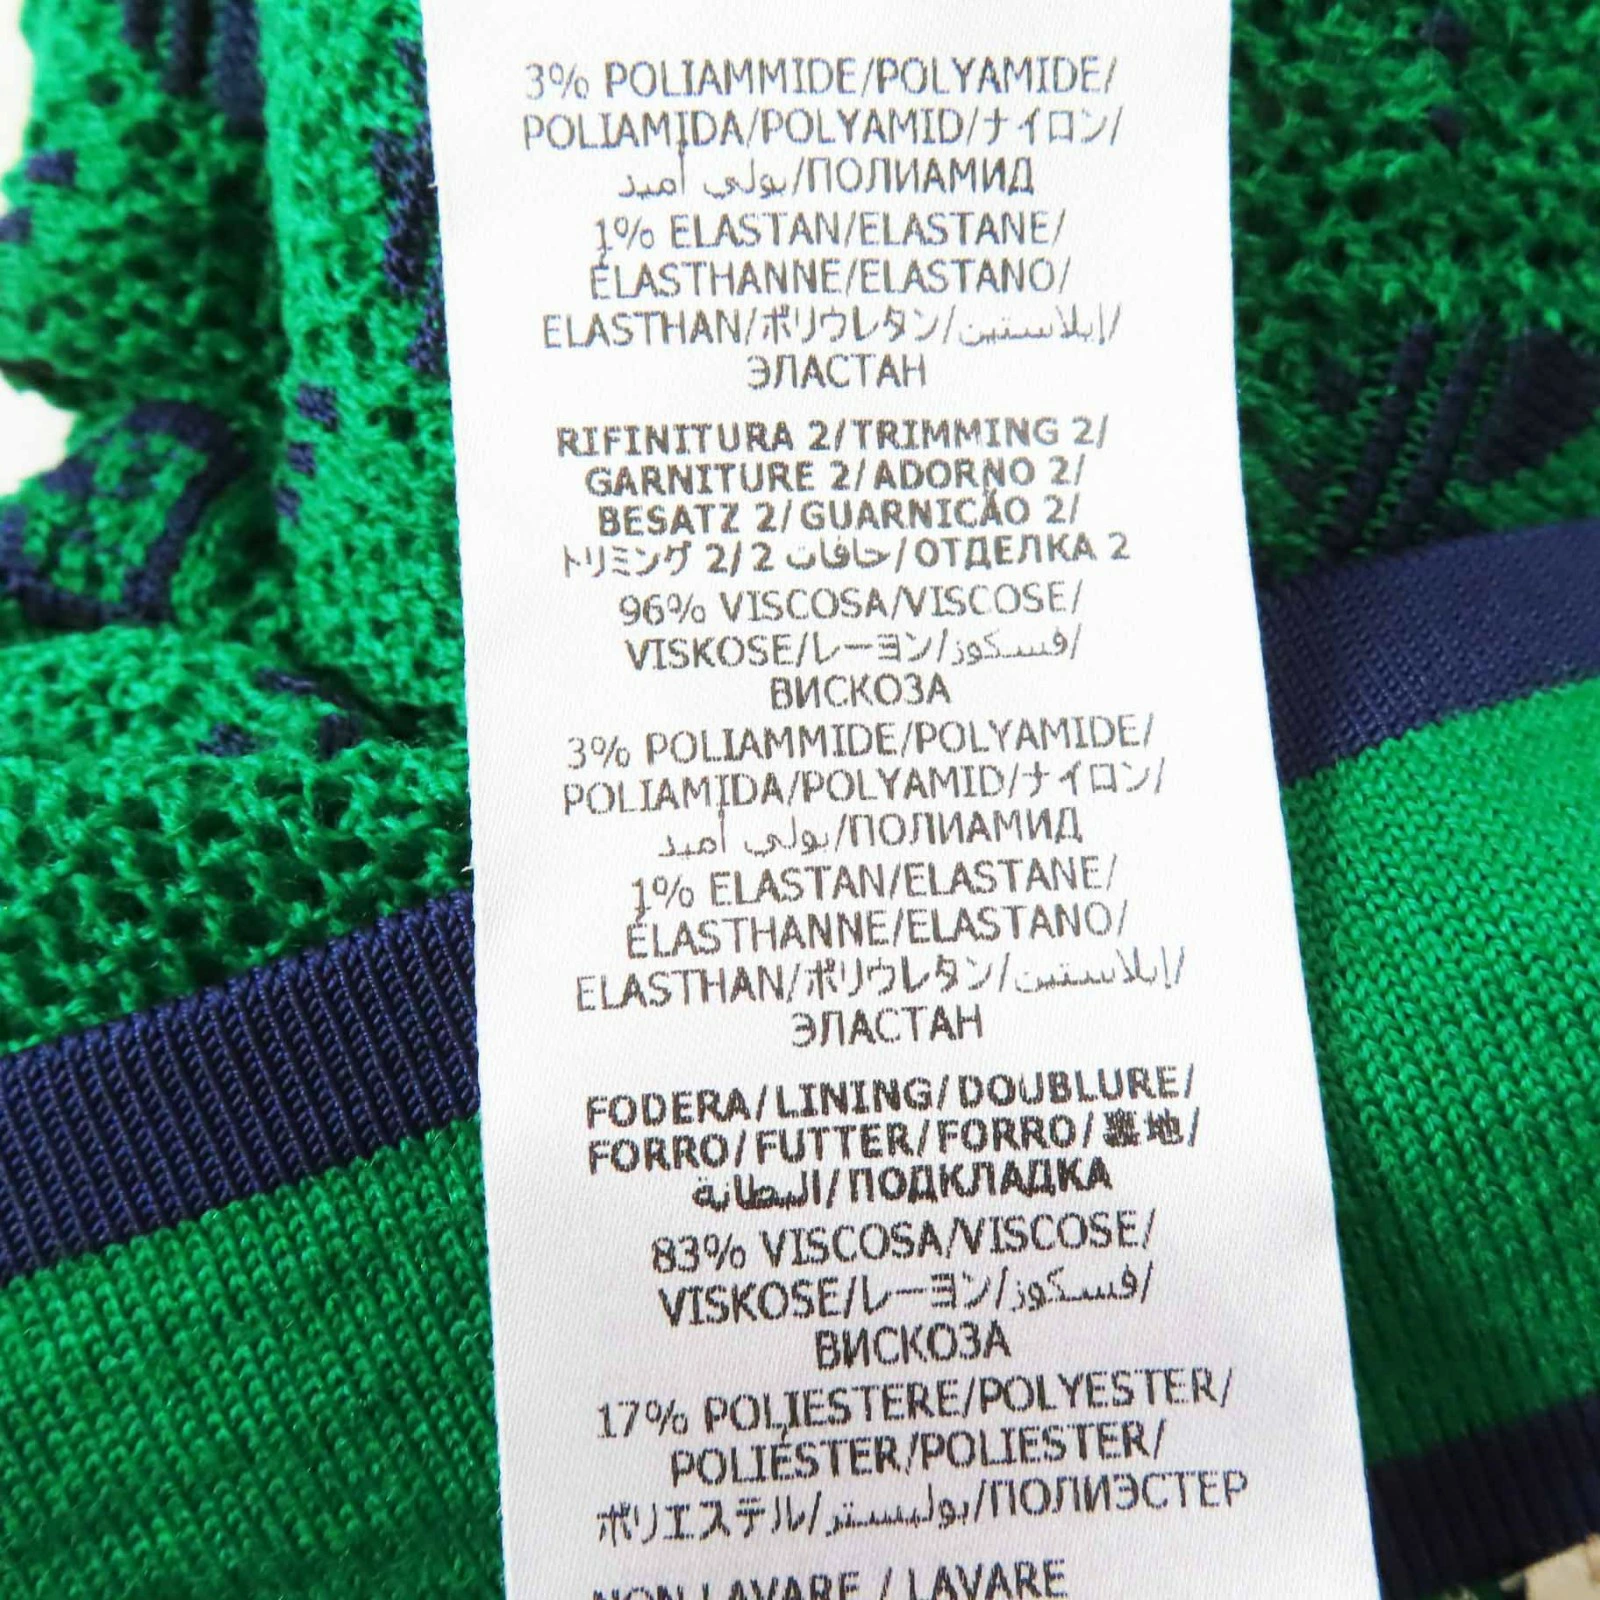 3% POLIAMMIDE/POLYAMIDE/
POLIAMIDA/POLYAMID/ナイロン/
بولي أميد/ПОЛИАМИД
1% ELASTAN/ELASTANE/
ÉLASTHANNE/ELASTANO/
ELASTHAN/ポリウレタン/إيلاستين/
ЭЛАСТАН
RIFINITURA 2/TRIMMING 2/
GARNITURE 2/ADORNO 2/
BESATZ 2/GUARNICÃO 2/
トリミング 2/2 حافات/ОТДЕЛКА 2
96% VISCOSA/VISCOSE/
VISKOSE/レーヨン/فسكوز/
ВИСКОЗА
3% POLIAMMIDE/POLYAMIDE/
POLIAMIDA/POLYAMID/ナイロン/
بولي أميد/ПОЛИАМИД
1% ELASTAN/ELASTANE/
ÉLASTHANNE/ELASTANO/
ELASTHAN/ポリウレタン/إيلاستين/
ЭЛАСТАН
FODERA/LINING/DOUBLURE/
FORRO/FUTTER/FORRO/裏地/
البطانة/ПОДКЛАДКА
83% VISCOSA/VISCOSE/
VISKOSE/レーヨン/فسكوز/
ВИСКОЗА
17% POLIESTERE/POLYESTER/
POLIÉSTER/POLIESTER/
ポリエステル/بوليستر/ПОЛИЭСТЕР
NON LAVARE / LAVARE